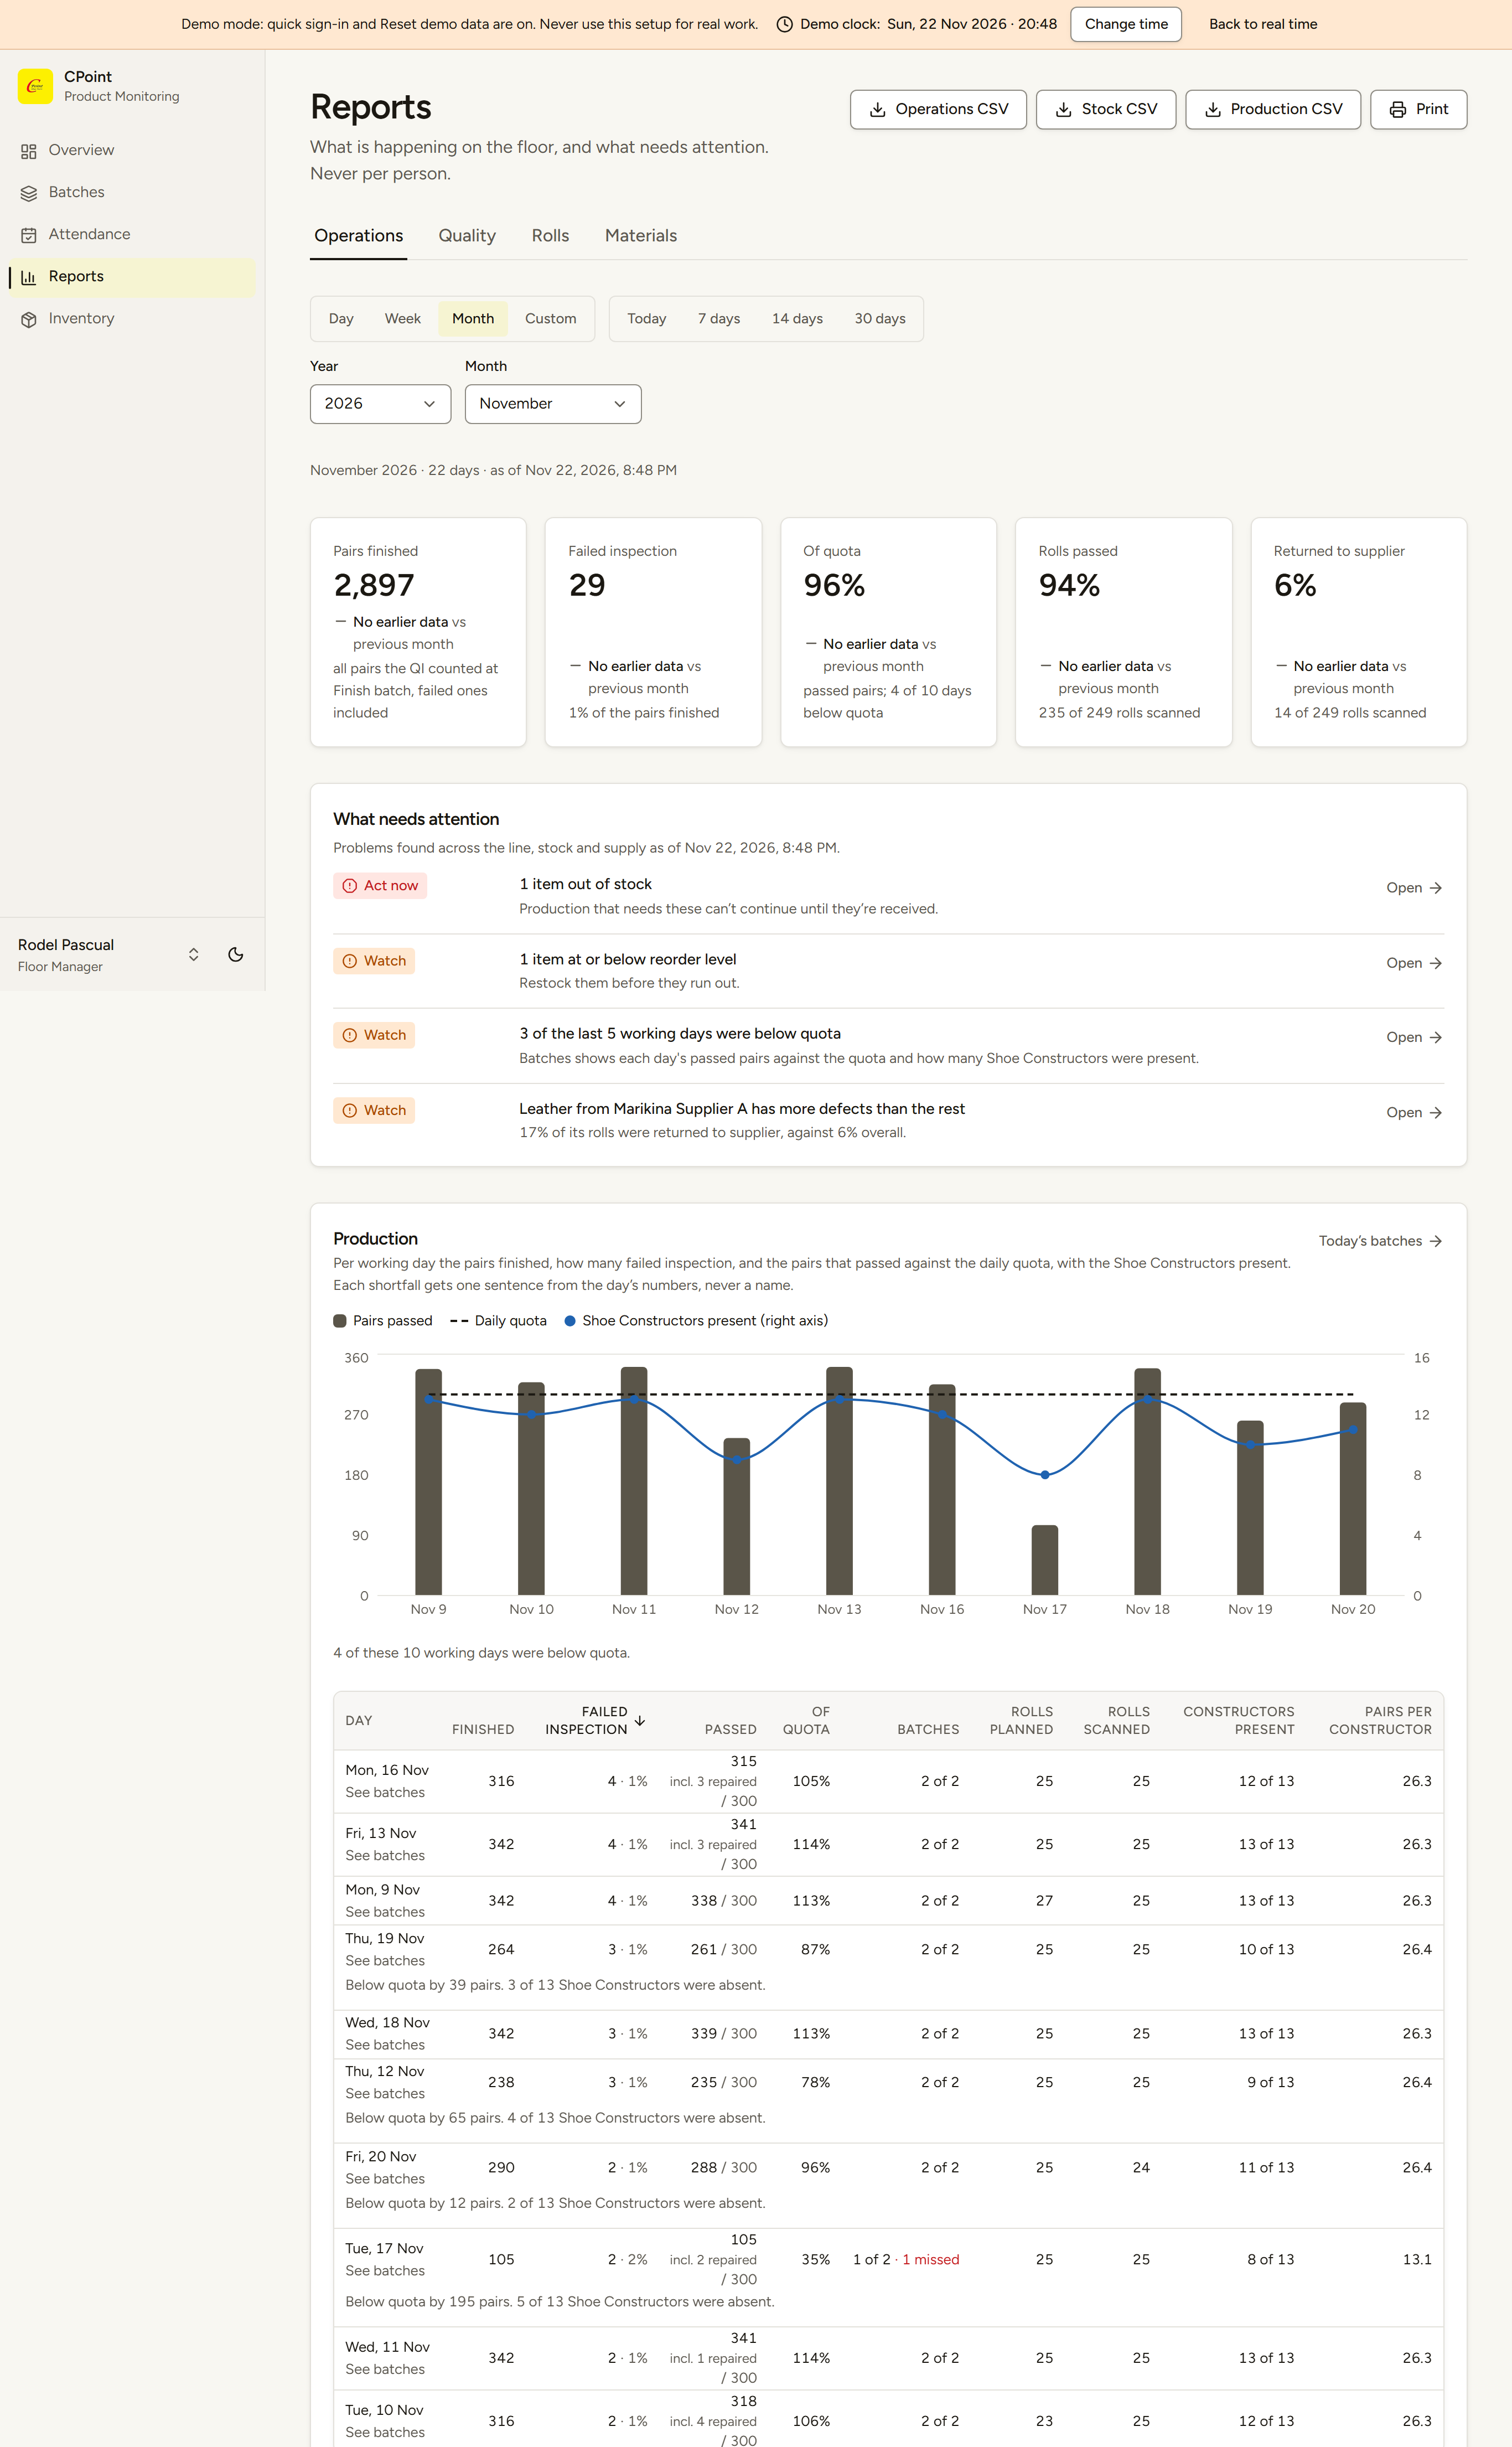 Demo mode: quick sign-in and Reset demo data are on. Never use this setup for real work. Demo clock: Sun, 22 Nov 2026 · 20:48 Change time Back to real time
CPoint
Product Monitoring
Overview
Batches
Attendance
Reports
Inventory
Rodel Pascual
Floor Manager
Reports
What is happening on the floor, and what needs attention.
Never per person.
Operations CSV Stock CSV Production CSV Print
Operations Quality Rolls Materials
Day Week Month Custom Today 7 days 14 days 30 days
Year Month
2026 November
November 2026 · 22 days · as of Nov 22, 2026, 8:48 PM
Pairs finished
2,897
— No earlier data vs
previous month
all pairs the QI counted at
Finish batch, failed ones
included
Failed inspection
29
— No earlier data vs
previous month
1% of the pairs finished
Of quota
96%
— No earlier data vs
previous month
passed pairs; 4 of 10 days
below quota
Rolls passed
94%
— No earlier data vs
previous month
235 of 249 rolls scanned
Returned to supplier
6%
— No earlier data vs
previous month
14 of 249 rolls scanned
What needs attention
Problems found across the line, stock and supply as of Nov 22, 2026, 8:48 PM.
Act now 1 item out of stock Open →
Production that needs these can’t continue until they’re received.
Watch 1 item at or below reorder level Open →
Restock them before they run out.
Watch 3 of the last 5 working days were below quota Open →
Batches shows each day's passed pairs against the quota and how many Shoe Constructors were present.
Watch Leather from Marikina Supplier A has more defects than the rest Open →
17% of its rolls were returned to supplier, against 6% overall.
Production Today’s batches →
Per working day the pairs finished, how many failed inspection, and the pairs that passed against the daily quota, with the Shoe Constructors present.
Each shortfall gets one sentence from the day’s numbers, never a name.
Pairs passed Daily quota Shoe Constructors present (right axis)
360 16
270 12
180 8
90 4
0 0
Nov 9 Nov 10 Nov 11 Nov 12 Nov 13 Nov 16 Nov 17 Nov 18 Nov 19 Nov 20
4 of these 10 working days were below quota.
DAY FINISHED FAILED INSPECTION ↓ PASSED OF QUOTA BATCHES ROLLS PLANNED ROLLS SCANNED CONSTRUCTORS PRESENT PAIRS PER CONSTRUCTOR
Mon, 16 Nov See batches 316 4 · 1% 315 incl. 3 repaired / 300 105% 2 of 2 25 25 12 of 13 26.3
Fri, 13 Nov See batches 342 4 · 1% 341 incl. 3 repaired / 300 114% 2 of 2 25 25 13 of 13 26.3
Mon, 9 Nov See batches 342 4 · 1% 338 / 300 113% 2 of 2 27 25 13 of 13 26.3
Thu, 19 Nov See batches 264 3 · 1% 261 / 300 87% 2 of 2 25 25 10 of 13 26.4
Below quota by 39 pairs. 3 of 13 Shoe Constructors were absent.
Wed, 18 Nov See batches 342 3 · 1% 339 / 300 113% 2 of 2 25 25 13 of 13 26.3
Thu, 12 Nov See batches 238 3 · 1% 235 / 300 78% 2 of 2 25 25 9 of 13 26.4
Below quota by 65 pairs. 4 of 13 Shoe Constructors were absent.
Fri, 20 Nov See batches 290 2 · 1% 288 / 300 96% 2 of 2 25 24 11 of 13 26.4
Below quota by 12 pairs. 2 of 13 Shoe Constructors were absent.
Tue, 17 Nov See batches 105 2 · 2% 105 incl. 2 repaired / 300 35% 1 of 2 · 1 missed 25 25 8 of 13 13.1
Below quota by 195 pairs. 5 of 13 Shoe Constructors were absent.
Wed, 11 Nov See batches 342 2 · 1% 341 incl. 1 repaired / 300 114% 2 of 2 25 25 13 of 13 26.3
Tue, 10 Nov See batches 316 2 · 1% 318 incl. 4 repaired / 300 106% 2 of 2 23 25 12 of 13 26.3